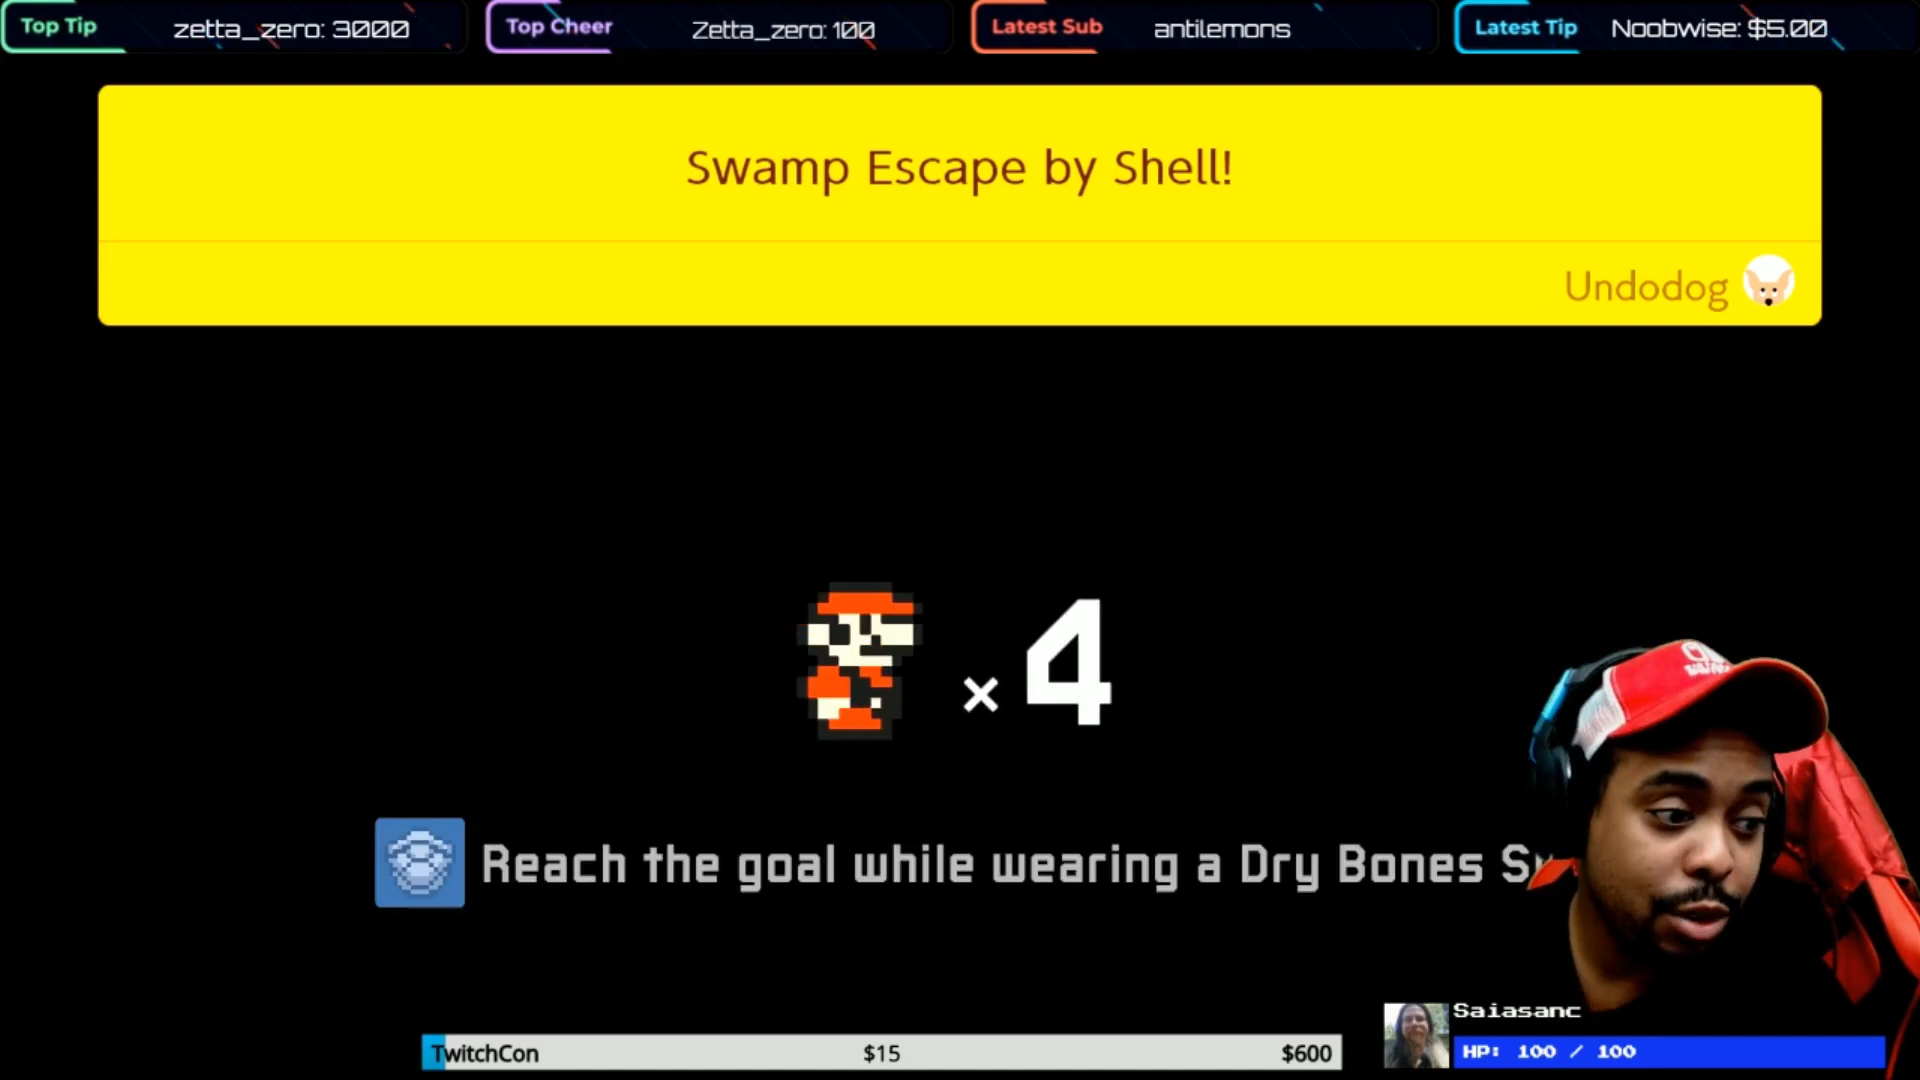 Top Tip
zetta_zero: 3000
Top Cheer
Zetta_zero: 100
Latest Sub
antilemons
Latest Tip
Noobwise: $5.00
Swamp Escape by Shell!
Undodog
× 4
Reach the goal while wearing a Dry Bones
Saiasanc
HP: 100 / 100
TwitchCon $15 $600